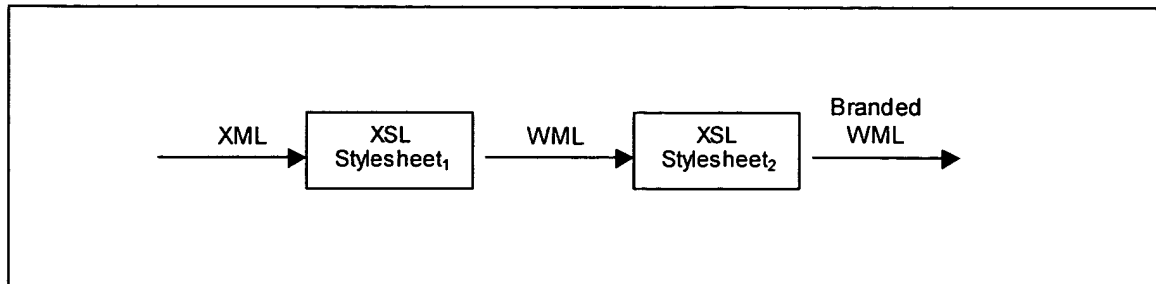 XML
XSL
Stylesheet₁
WML
XSL
Stylesheet₂
Branded
WML